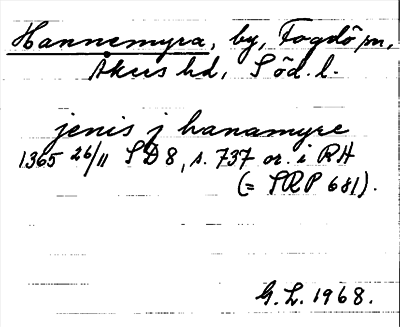 Hannemyra, by, Fogdö sn,
Åkers hd, Söd. l.
jenis j hanamyre
1365 26/11 SD 8, s. 737 or. i RH
(= SRP 681).
G. L. 1968.